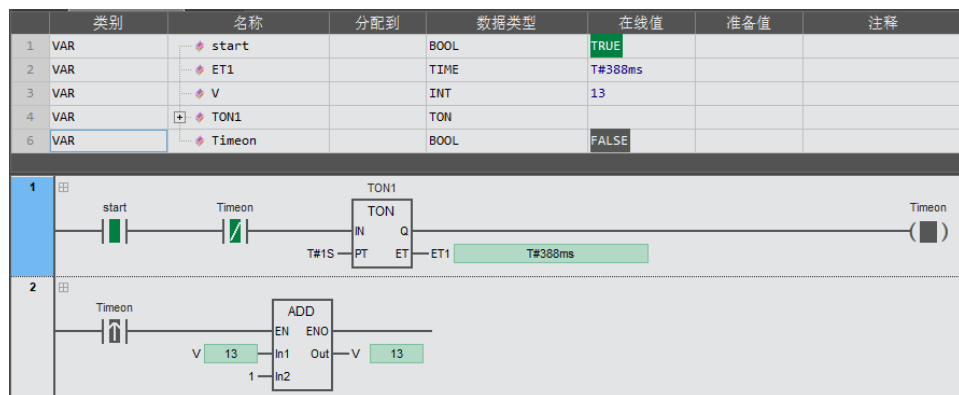 类别 名称 分配到 数据类型 在线值 准备值 注释
1 VAR start BOOL TRUE
2 VAR ET1 TIME T#388ms
3 VAR V INT 13
4 VAR TON1 TON
6 VAR Timeon BOOL FALSE
1
TON1
start Timeon TON Timeon
IN Q
T#1S PT ET ET1 T#388ms
2
Timeon ADD
EN ENO
V 13 In1 Out V 13
1 In2